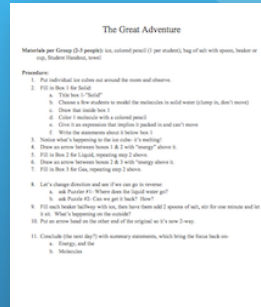 The Great Adventure
Materials per Group (2-3 people): ice, colored pencil (1 per student), bag of salt with spoon, beaker or
cup, Student Handout, towel
Procedure:
1. Put individual ice cubes out around the room and observe.
2. Fill in Box 1 for Solid:
a. Title box 1-"Solid"
b. Choose a few students to model the molecules in solid water (clump in, don't move)
c. Draw that inside box 1
d. Color 1 molecule with a colored pencil
e. Give it an expression that implies it packed in and can't move
f. Write the statements about it below box 1
3. Notice what's happening to the ice cube- it's melting!
4. Draw an arrow between boxes 1 & 2 with "energy" above it.
5. Fill in Box 2 for Liquid, repeating step 2 above.
6. Draw an arrow between boxes 2 & 3 with "energy above it.
7. Fill in Box 3 for Gas, repeating step 2 above.
8. Let's change direction and see if we can go in reverse
a. ask Puzzler #1- Where does the liquid water go?
b. ask Puzzle #2- Can we get it back? How?
9. Fill each beaker halfway with ice, then have them add 2 spoons of salt, stir for one minute and let
it sit. What's happening on the outside?
10. Put an arrow head on the other end of the original so it's now 2-way.
11. Conclude (the next day?) with summary statements, which bring the focus back on-
a. Energy, and the
b. Molecules